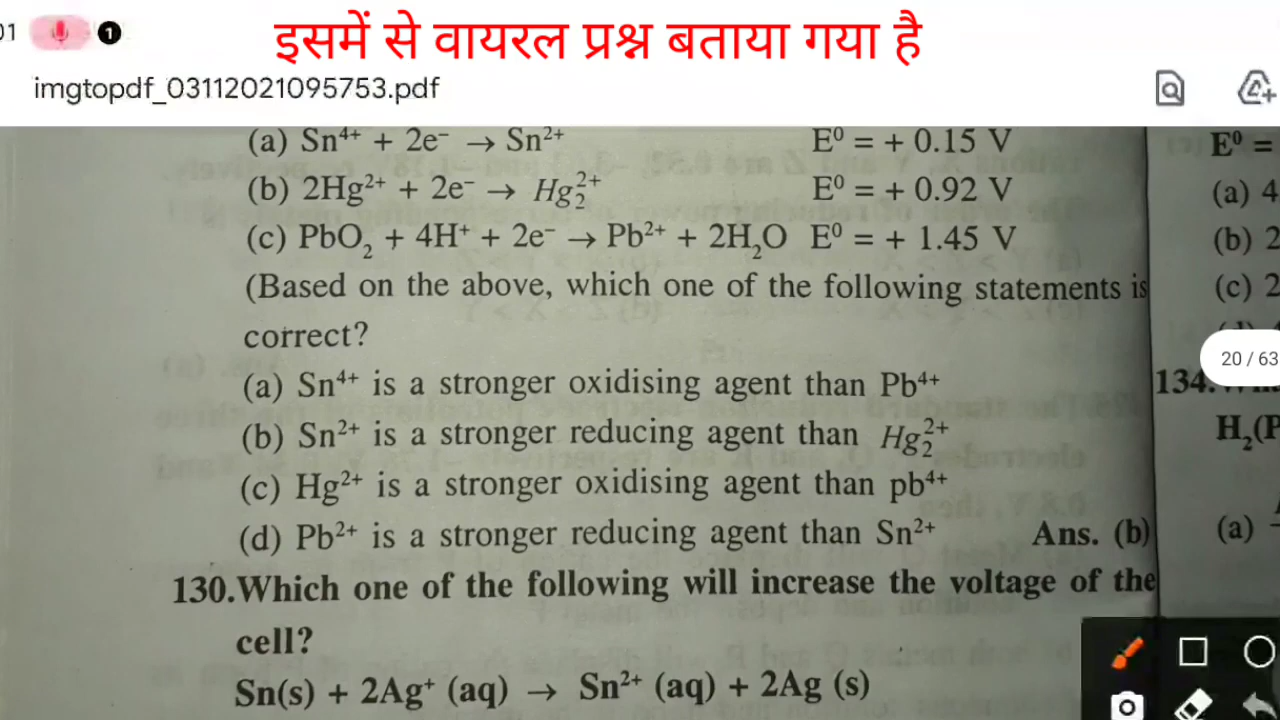 01
1
इसमें से वायरल प्रश्न बताया गया है
imgtopdf_03112021095753.pdf
(a) Sn⁴⁺ + 2e⁻ → Sn²⁺ E⁰ = + 0.15 V
(b) 2Hg²⁺ + 2e⁻ → Hg₂²⁺ E⁰ = + 0.92 V
(c) PbO₂ + 4H⁺ + 2e⁻ → Pb²⁺ + 2H₂O E⁰ = + 1.45 V
(Based on the above, which one of the following statements is
correct?
(a) Sn⁴⁺ is a stronger oxidising agent than Pb⁴⁺
(b) Sn²⁺ is a stronger reducing agent than Hg₂²⁺
(c) Hg²⁺ is a stronger oxidising agent than pb⁴⁺
(d) Pb²⁺ is a stronger reducing agent than Sn²⁺ Ans. (b)
130.Which one of the following will increase the voltage of the
cell?
Sn(s) + 2Ag⁺ (aq) → Sn²⁺ (aq) + 2Ag (s)
E⁰ =
(a) 4
(b) 2
(c) 2
20 / 63
134.
H₂(P
(a)